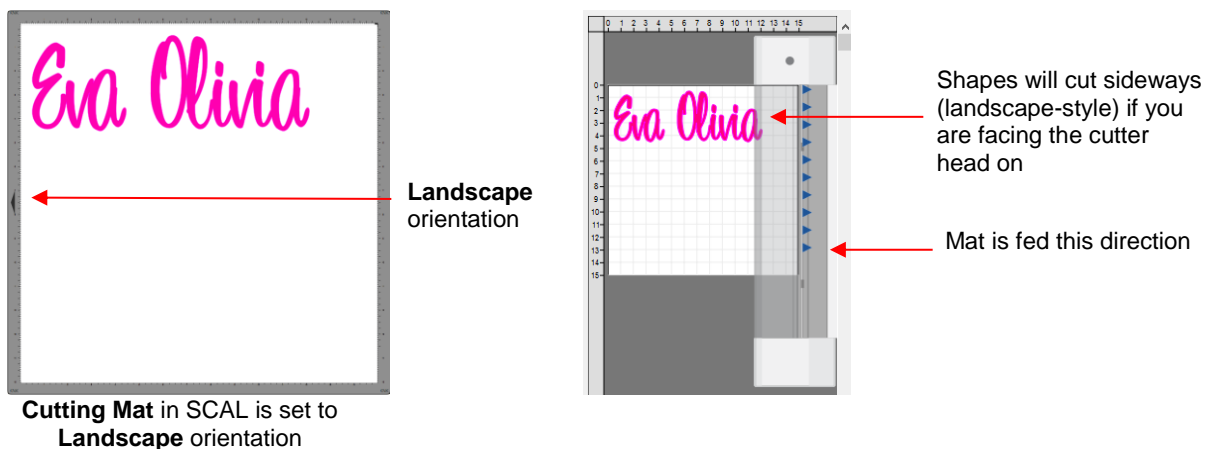 Eva Olivia
Landscape
orientation
Cutting Mat in SCAL is set to
Landscape orientation
0 1 2 3 4 5 6 7 8 9 10 11 12 13 14 15
0
1
2
3
4
5
6
7
8
9
10
11
12
13
14
15
Eva Olivia
Shapes will cut sideways
(landscape-style) if you
are facing the cutter
head on
Mat is fed this direction